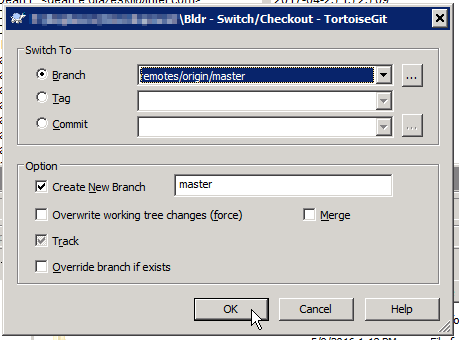 \Bldr - Switch/Checkout - TortoiseGit
Switch To
Branch
remotes/origin/master
...
Tag
Commit
...
Option
Create New Branch
master
Overwrite working tree changes (force)
Merge
Track
Override branch if exists
OK
Cancel
Help